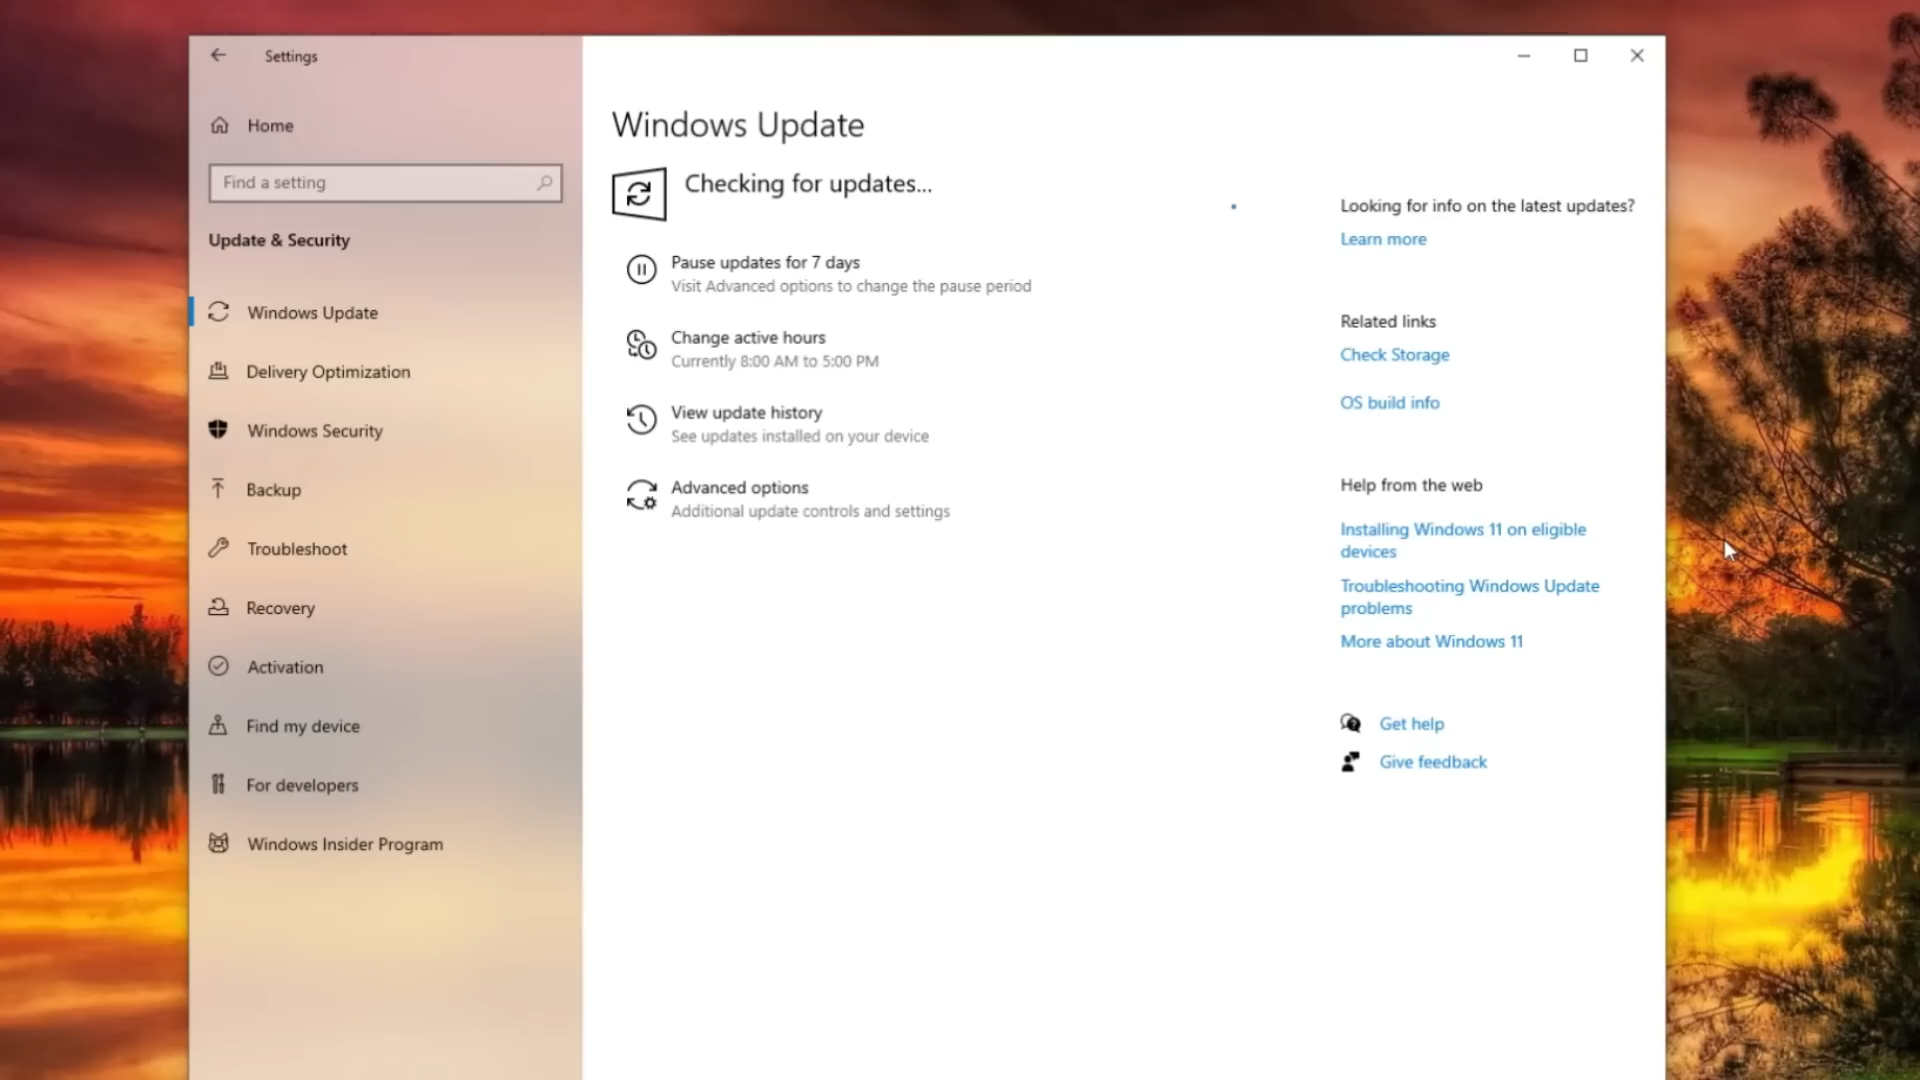 Settings
Home
Find a setting
Update & Security
Windows Update
Delivery Optimization
Windows Security
Backup
Troubleshoot
Recovery
Activation
Find my device
For developers
Windows Insider Program
Windows Update
Checking for updates...
Pause updates for 7 days
Visit Advanced options to change the pause period
Change active hours
Currently 8:00 AM to 5:00 PM
View update history
See updates installed on your device
Advanced options
Additional update controls and settings
Looking for info on the latest updates?
Learn more
Related links
Check Storage
OS build info
Help from the web
Installing Windows 11 on eligible
devices
Troubleshooting Windows Update
problems
More about Windows 11
Get help
Give feedback